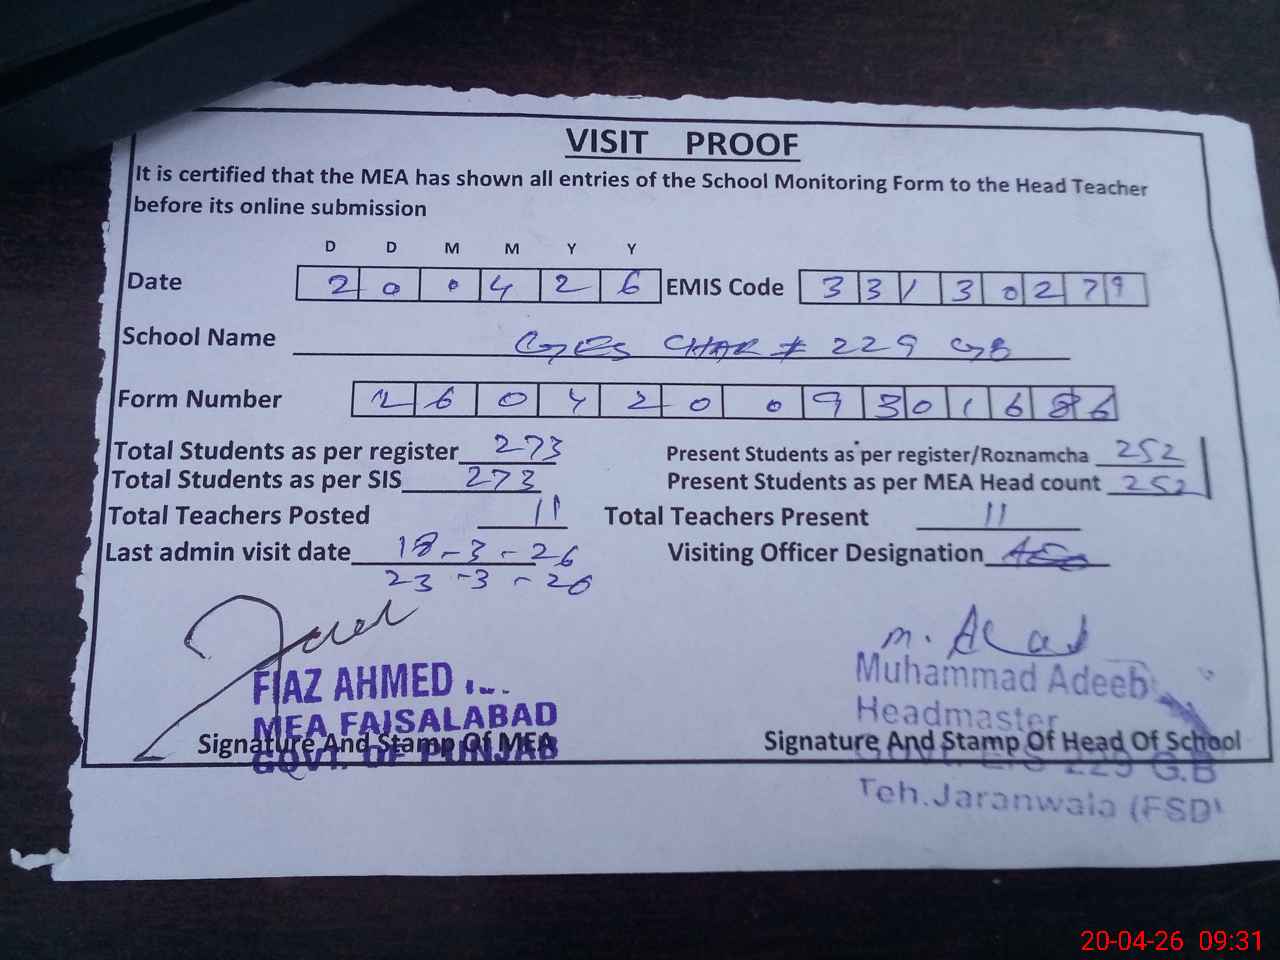 VISIT PROOF
It is certified that the MEA has shown all entries of the School Monitoring Form to the Head Teacher
before its online submission
D D M M Y Y
Date 2 0 0 4 2 6 EMIS Code 3 3 1 3 0 2 7 9
School Name GPES CHAK # 229 GB
Form Number 2 6 0 4 2 0 0 9 3 0 1 6 8 6
Total Students as per register 273 Present Students as per register/Roznamcha 252
Total Students as per SIS 273 Present Students as per MEA Head count 252
Total Teachers Posted 11 Total Teachers Present 11
Last admin visit date 18-3-26 Visiting Officer Designation AEO
23-3-26
M.
FIAZ AHMED Muhammad Adeeb
MEA FAISALABAD Headmaster
Signature And Stamp Of MEA Signature And Stamp Of Head Of School
GOVT. OF PUNJAB 229 G.B
Teh.Jaranwala (FSD)
20-04-26 09:31